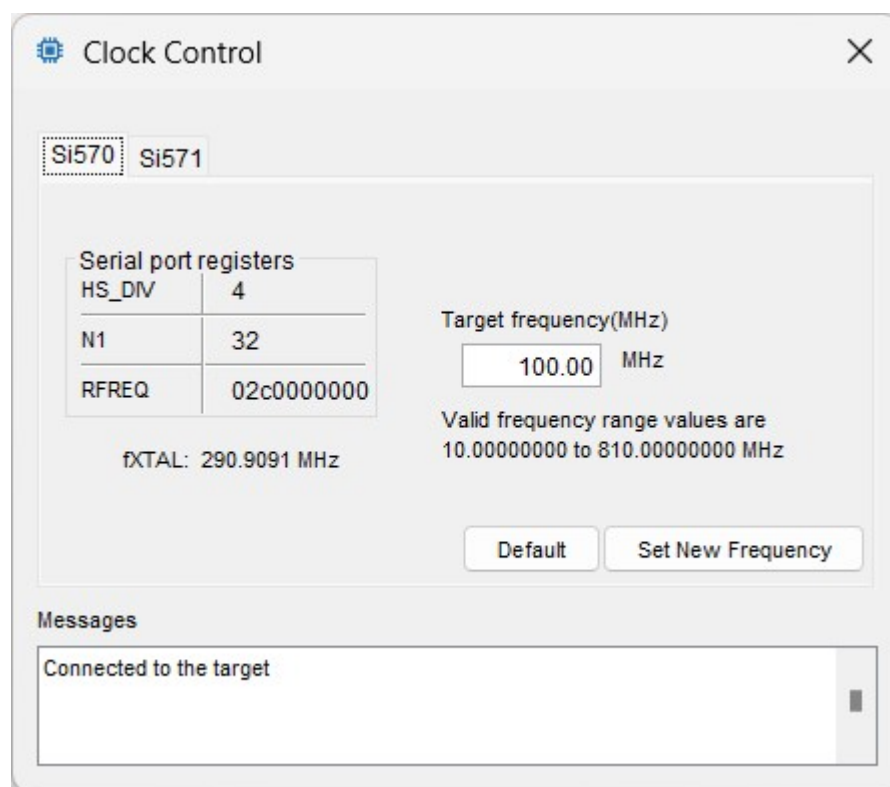 Clock Control
Si570 Si571
Serial port registers
HS_DIV 4
N1 32
RFREQ 02c0000000
fXTAL: 290.9091 MHz
Target frequency(MHz)
100.00 MHz
Valid frequency range values are
10.00000000 to 810.00000000 MHz
Default Set New Frequency
Messages
Connected to the target